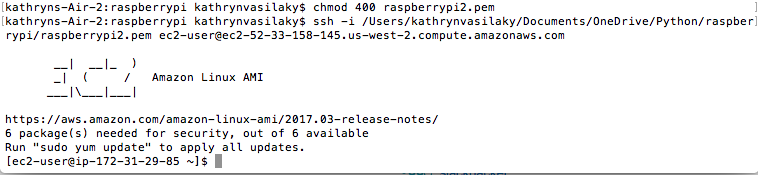 [kathryns-Air-2:raspberrypi kathrynvasilaky$ chmod 400 raspberrypi2.pem ]
[kathryns-Air-2:raspberrypi kathrynvasilaky$ ssh -i /Users/kathrynvasilaky/Documents/OneDrive/Python/raspber]
rypi/raspberrypi2.pem ec2-user@ec2-52-33-158-145.us-west-2.compute.amazonaws.com
__| __|_ )
_| ( / Amazon Linux AMI
___|\___|___|
https://aws.amazon.com/amazon-linux-ami/2017.03-release-notes/
6 package(s) needed for security, out of 6 available
Run "sudo yum update" to apply all updates.
[ec2-user@ip-172-31-29-85 ~]$